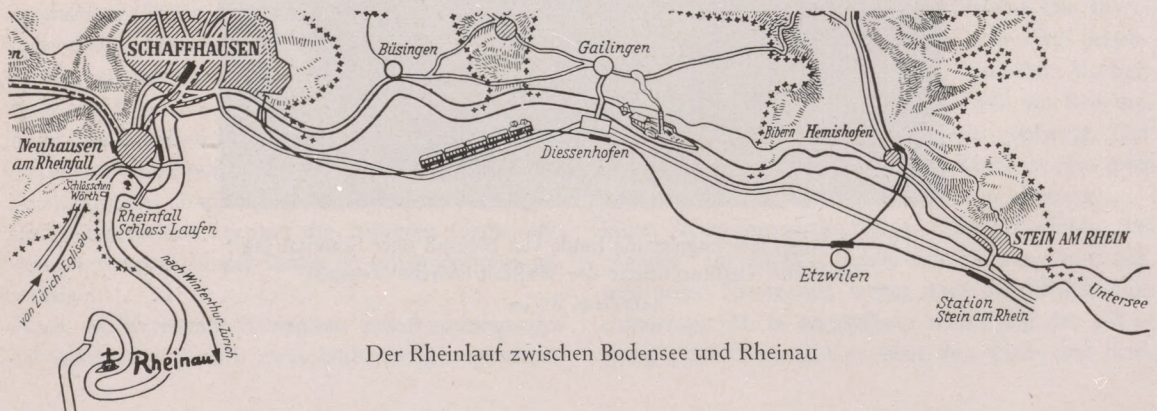 SCHAFFHAUSEN
Büsingen
Gailingen
Neuhausen
am Rheinfall
Diessenhofen
Bibern
Hemishofen
Schlösschen
Wörth
Rheinfall
Schloss Laufen
STEIN AM RHEIN
Etzwilen
Untersee
von Zürich-Eglisau
nach Winterthur-Zürich
Station
Stein am Rhein
Rheinau
Der Rheinlauf zwischen Bodensee und Rheinau